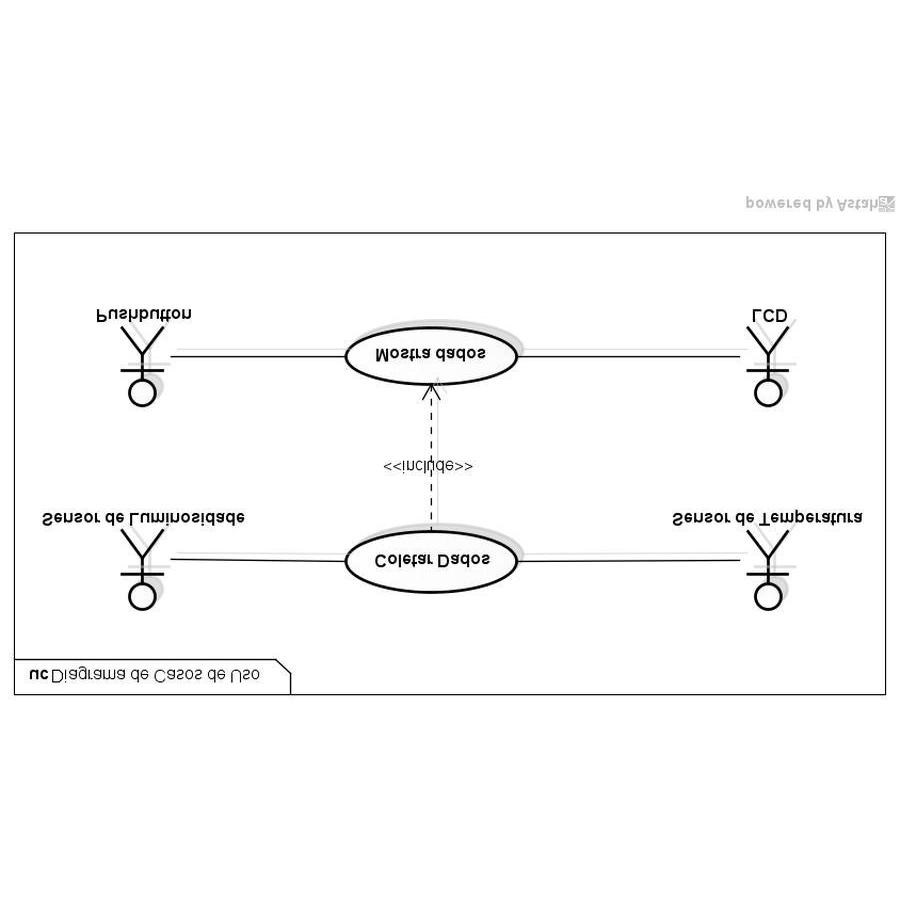 uc Diagrama de Casos de Uso
Coletar Dados
Sensor de Luminosidade
Sensor de Temperatura
<<include>>
Mostra dados
Pushbutton
LCD
powered by Astah